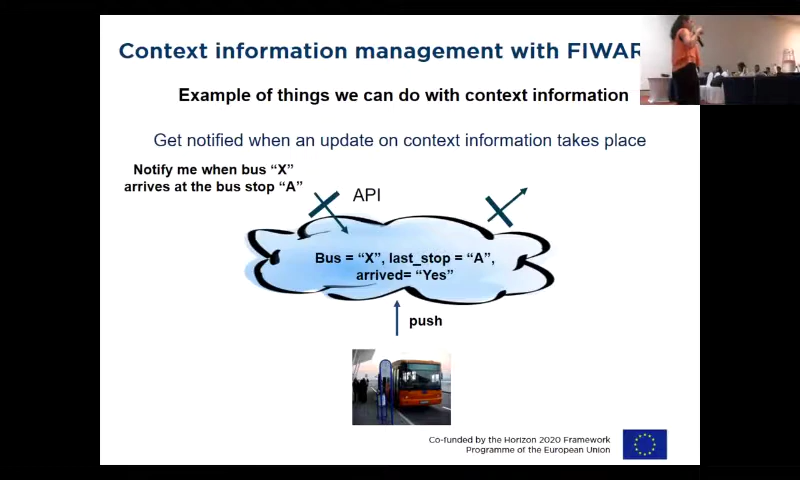 Context information management with FIWAR
Example of things we can do with context information
Get notified when an update on context information takes place
Notify me when bus “X”
arrives at the bus stop “A”
API
Bus = “X”, last_stop = “A”,
arrived= “Yes”
push
Co-funded by the Horizon 2020 Framework
Programme of the European Union